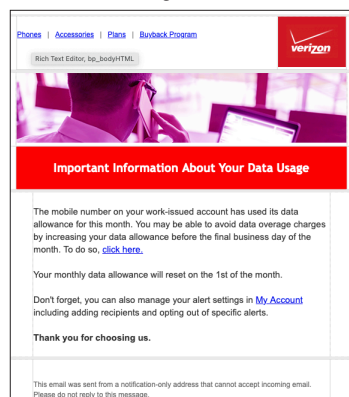 Phones | Accessories | Plans | Buyback Program
verizon
Rich Text Editor, bp_bodyHTML
Important Information About Your Data Usage
The mobile number on your work-issued account has used its data
allowance for this month. You may be able to avoid data overage charges
by increasing your data allowance before the final business day of the
month. To do so, click here.
Your monthly data allowance will reset on the 1st of the month.
Don't forget, you can also manage your alert settings in My Account
including adding recipients and opting out of specific alerts.
Thank you for choosing us.
This email was sent from a notification-only address that cannot accept incoming email.
Please do not reply to this message.